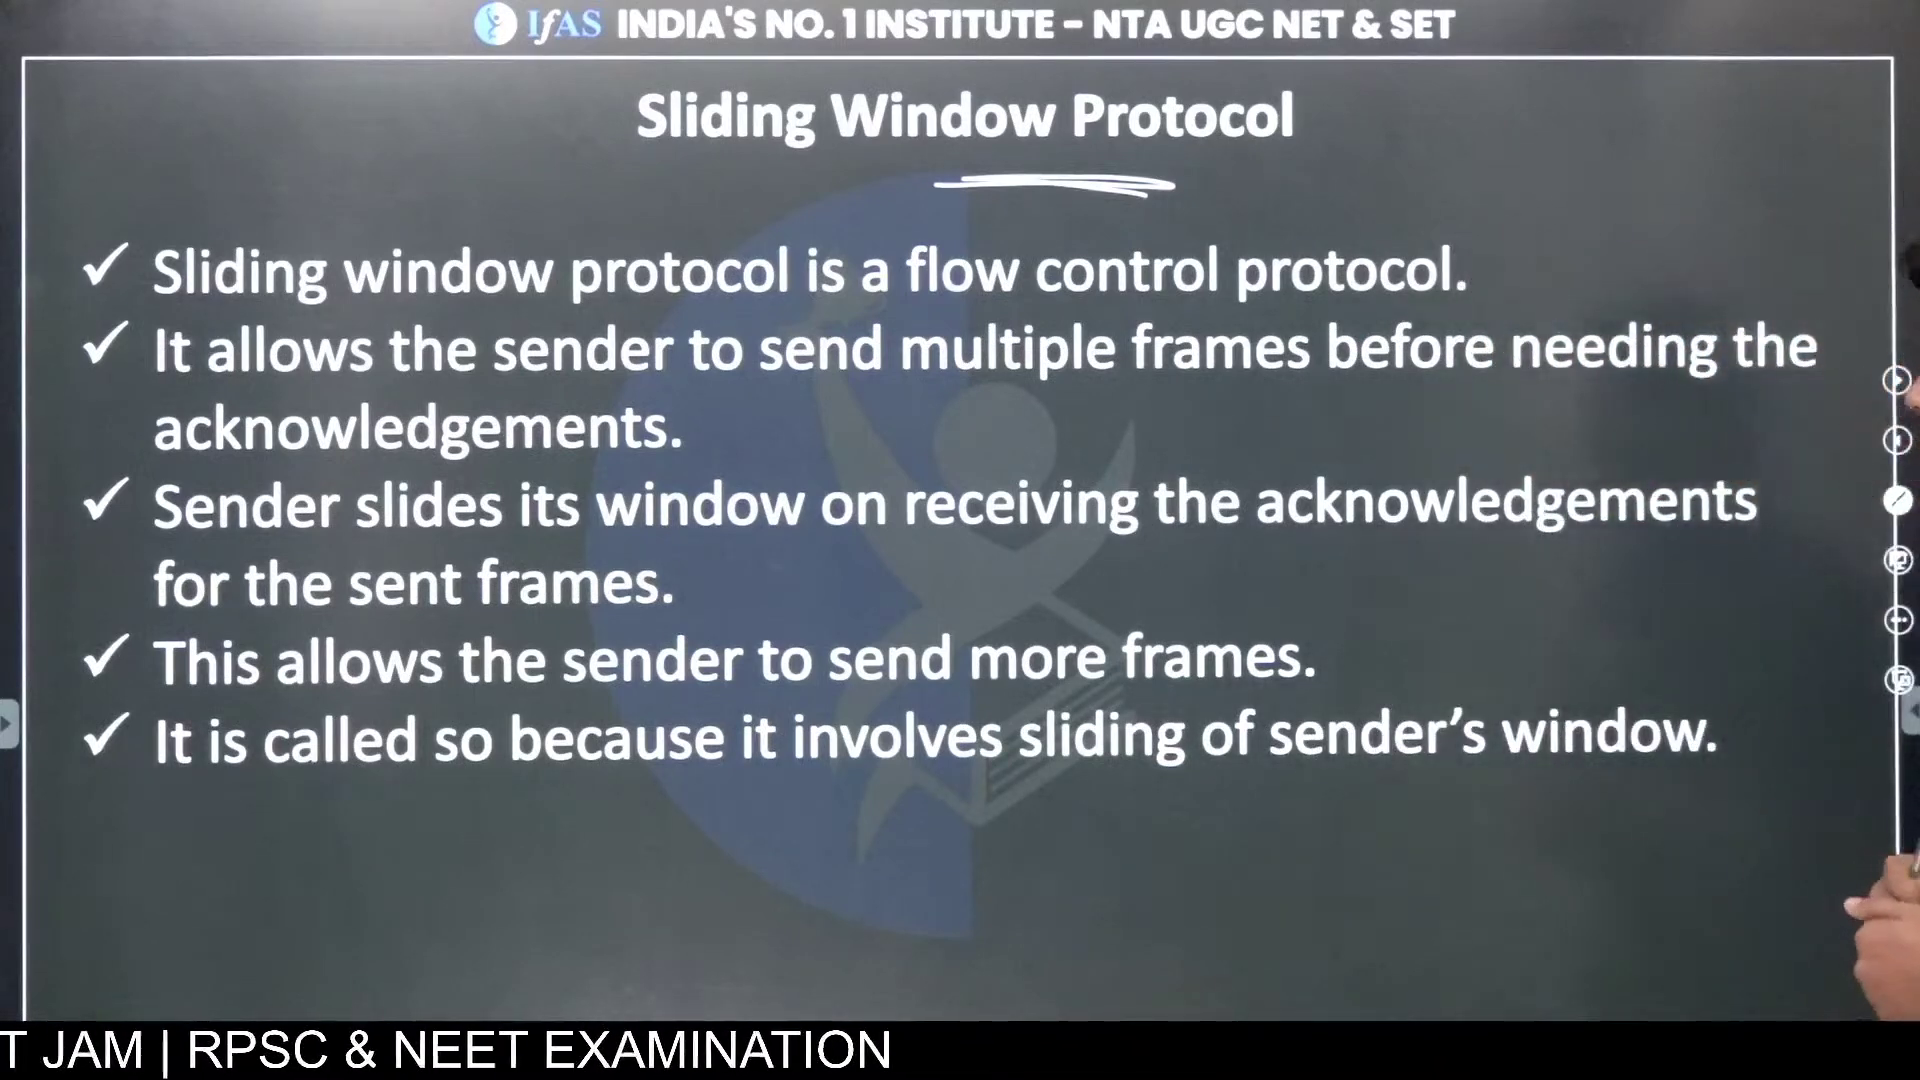 IfAS INDIA'S NO. 1 INSTITUTE – NTA UGC NET & SET
Sliding Window Protocol
✓ Sliding window protocol is a flow control protocol.
✓ It allows the sender to send multiple frames before needing the
acknowledgements.
✓ Sender slides its window on receiving the acknowledgements
for the sent frames.
✓ This allows the sender to send more frames.
✓ It is called so because it involves sliding of sender’s window.
T JAM | RPSC & NEET EXAMINATION